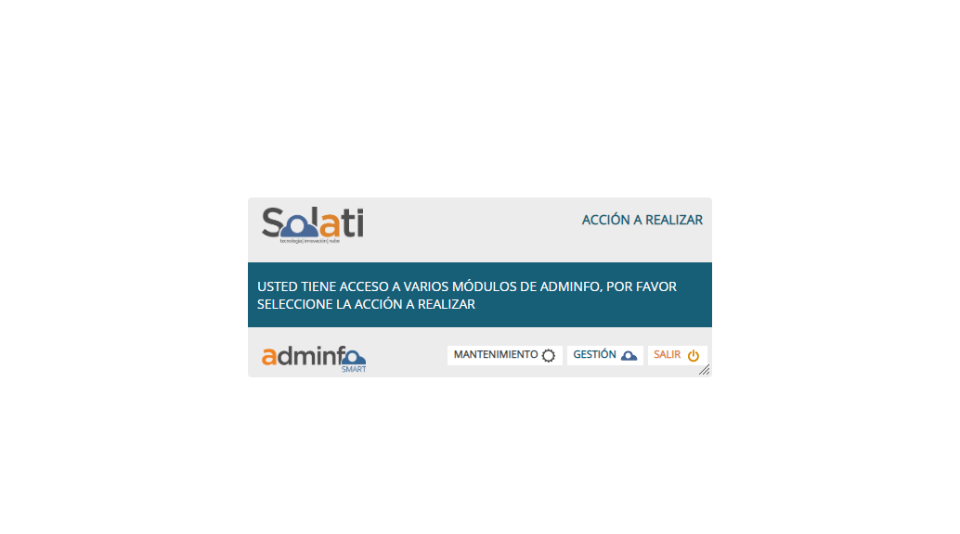 Solati
tecnología|innovación|nube
ACCIÓN A REALIZAR
USTED TIENE ACCESO A VARIOS MÓDULOS DE ADMINFO, POR FAVOR
SELECCIONE LA ACCIÓN A REALIZAR
adminfo
SMART
MANTENIMIENTO
GESTIÓN
SALIR